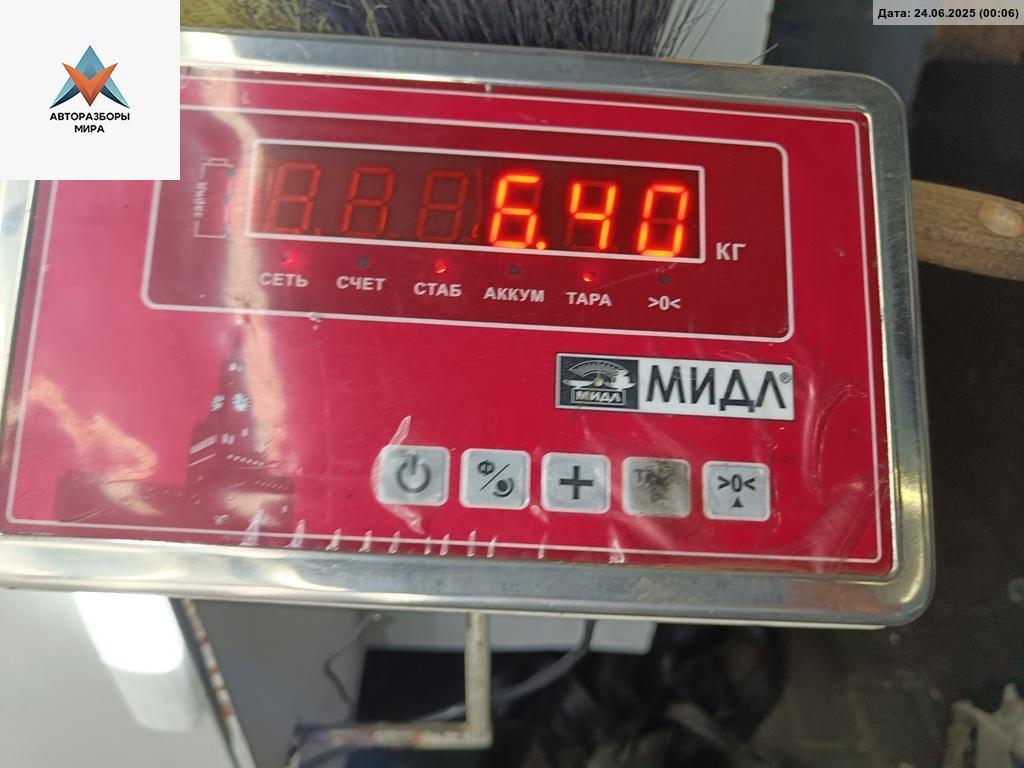 Дата: 24.06.2025 (00:06)
АВТОРАЗБОРЫ
МИРА
6.40
КГ
СЕТЬ СЧЕТ СТАБ АККУМ ТАРА >0<
МИДЛ МИДЛ®
Ф/ + >0<